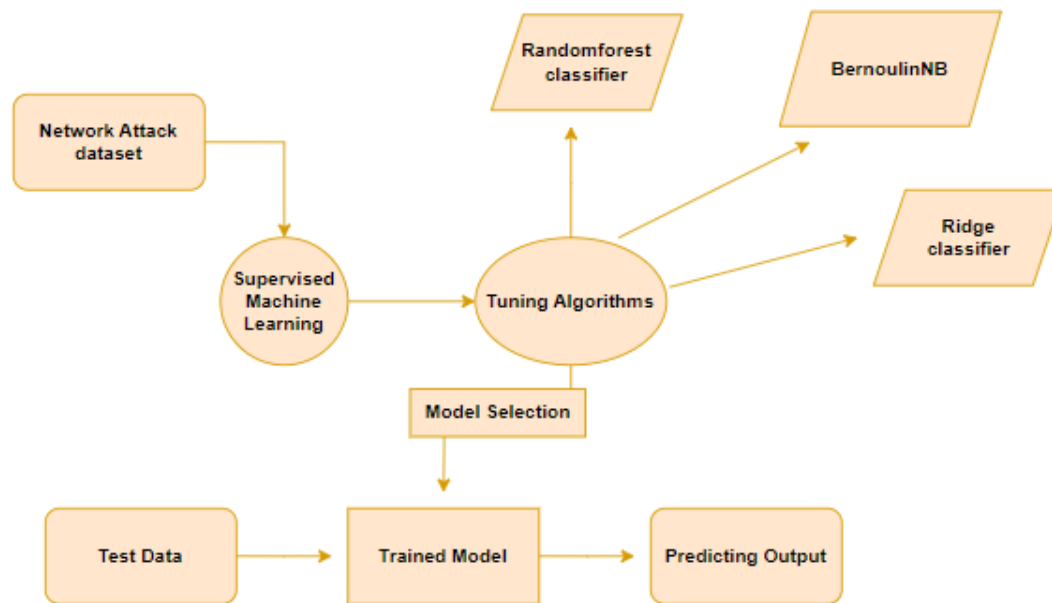 Randomforest
classifier
BernoulinNB
Network Attack
dataset
Ridge
classifier
Supervised
Machine
Learning
Tuning Algorithms
Model Selection
Test Data
Trained Model
Predicting Output